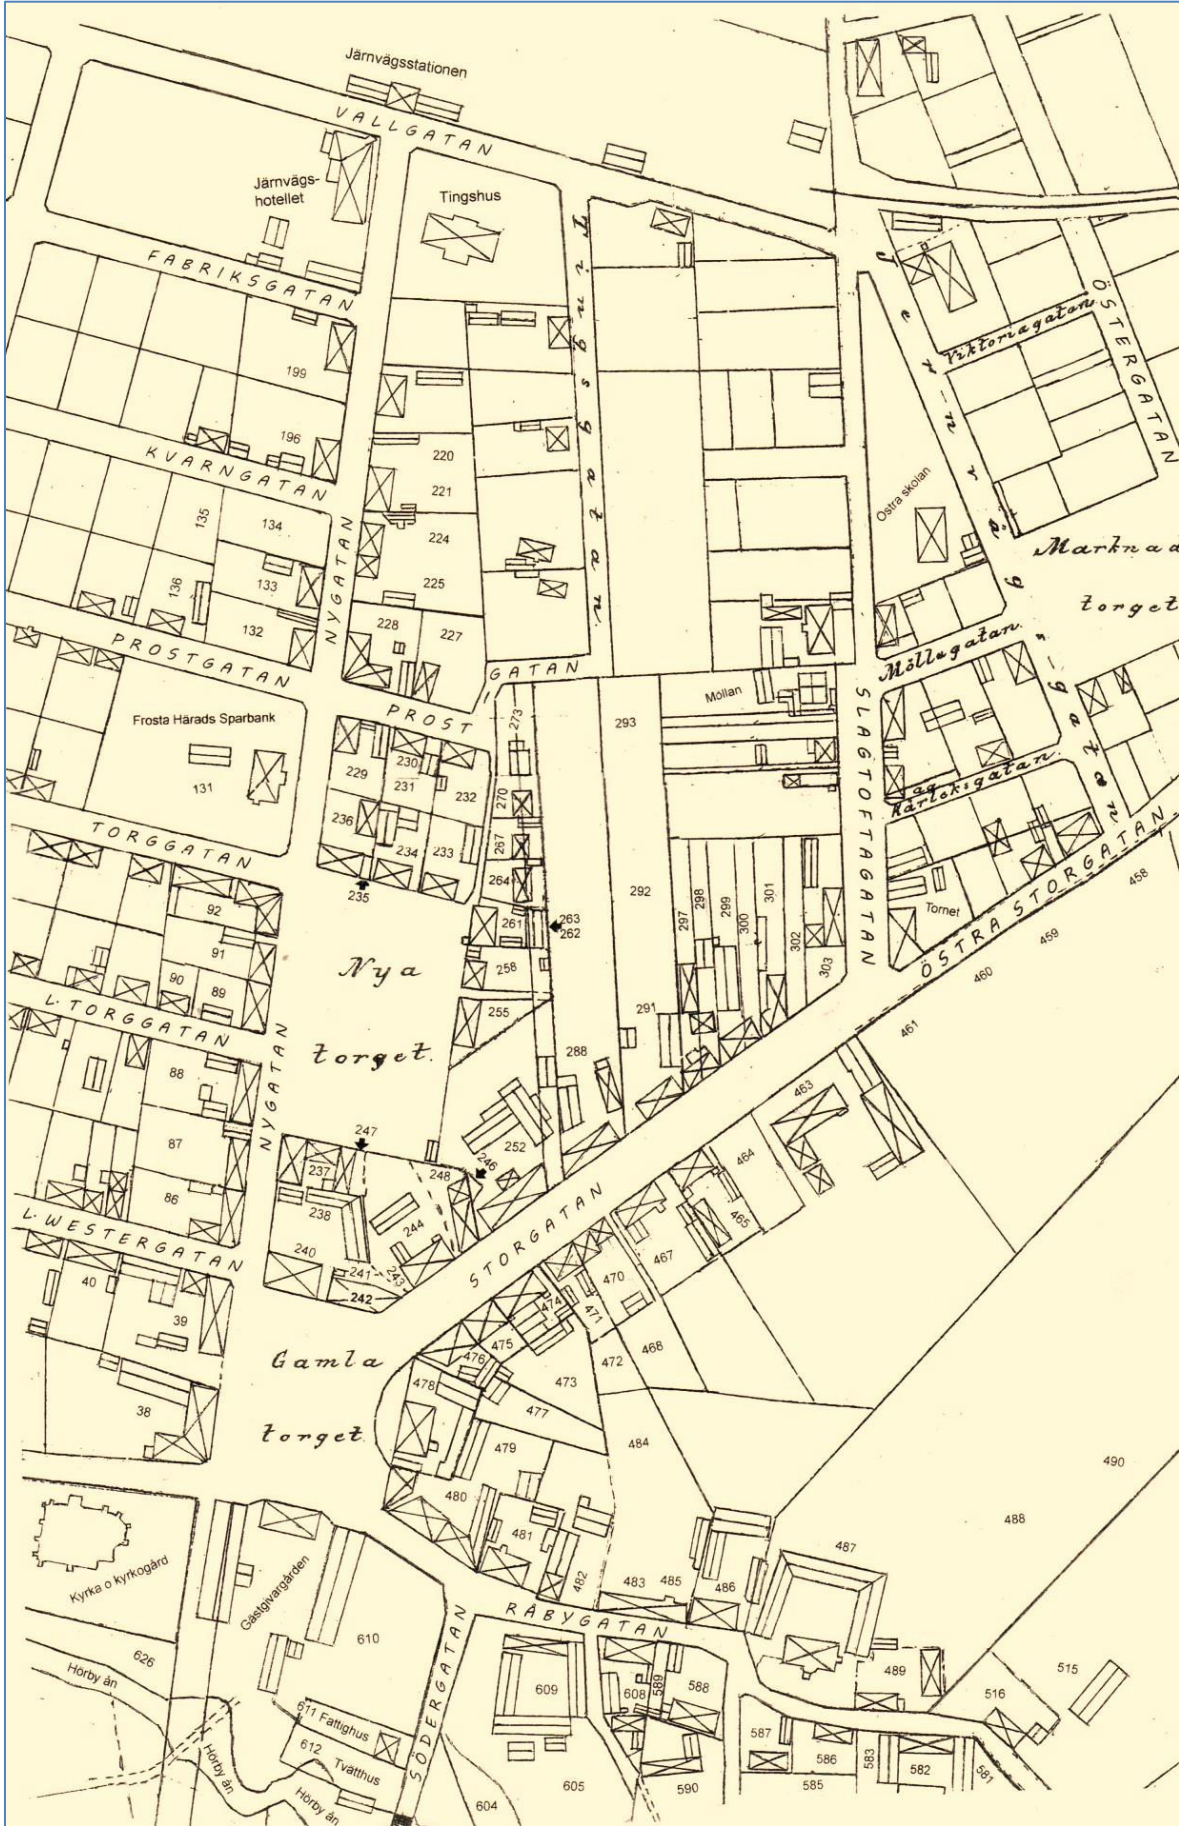 Järnvägsstationen
VALLGATAN
Järnvägs-
hotellet
Tingshus
Tingsgatan
FABRIKSGATAN
ÖSTERGATAN
Viktoriagatan
199
196
KVARNGATAN
220
221
Östra skolan
135
134
224
NYGATAN
Marknad
torget
136
133
225
132
228
227
PROSTGATAN
PROST
GATAN
Möllegatan
Möllan
SLAGTOFTAGATAN
Frosta Härads Sparbank
131
273
293
229
230
231
232
270
236
234
233
267
235
264
TORGGATAN
92
91
90
89
261
263
262
258
255
292
297
298
299
300
301
302
303
291
288
Tornet
ÖSTRA STORGATAN
458
459
460
461
Nya
torget.
L. TORGGATAN
88
87
86
NYGATAN
247
246
252
237
248
238
244
240
241
243
242
463
464
465
467
STORGATAN
470
471
474
475
476
472
468
473
478
477
L. WESTERGATAN
40
39
38
Gamla
torget
479
484
480
481
482
490
488
487
483
485
486
Kyrka o kyrkogård
Gästgivargården
RÅBYGATAN
610
626
Hörby ån
SÖDERGATAN
609
608
589
588
489
515
516
611 Fattighus
612
Tvätthus
Hörby ån
Hörby ån
604
605
590
587
586
585
583
582
581